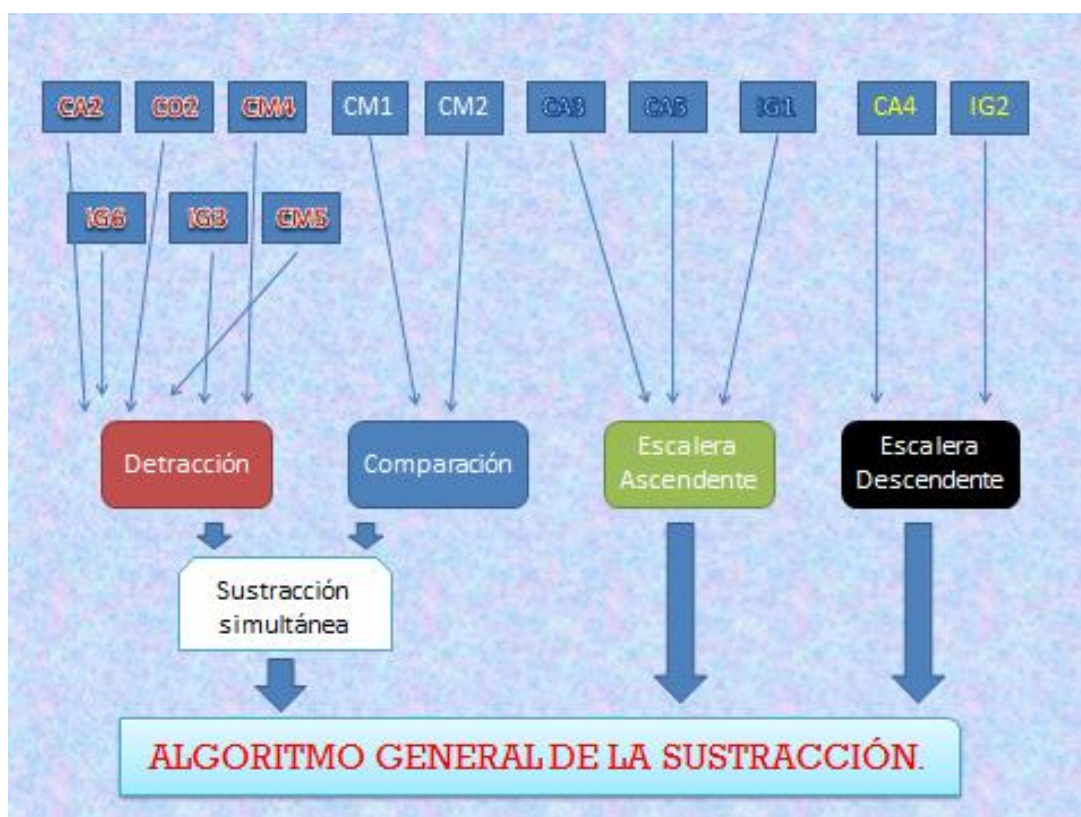 CA2 CO2 CM4 CM1 CM2 CA3 CA5 IG1 CA4 IG2
IG6 IG3 CM5
Detracción
Comparación
Escalera
Ascendente
Escalera
Descendente
Sustracción
simultánea
ALGORITMO GENERAL DE LA SUSTRACCIÓN.